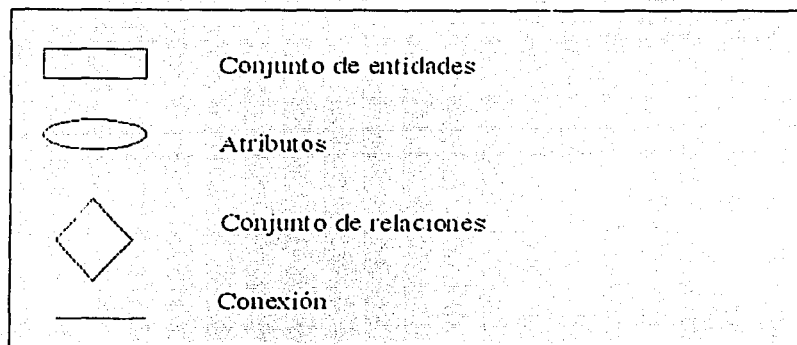 Conjunto de entidades
Atributos
Conjunto de relaciones
Conexión